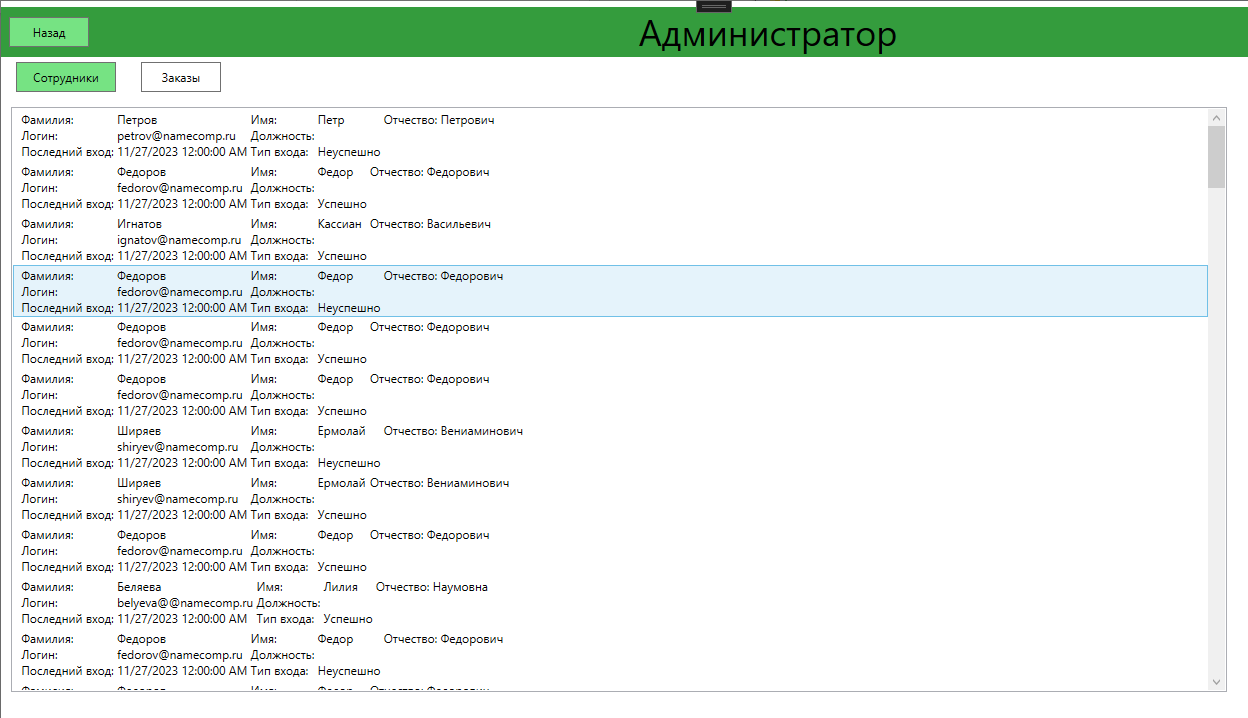 Администратор
Назад
Сотрудники Заказы
Фамилия: Петров Имя: Петр Отчество: Петрович
Логин: petrov@namecomp.ru Должность:
Последний вход: 11/27/2023 12:00:00 AM Тип входа: Неуспешно
Фамилия: Федоров Имя: Федор Отчество: Федорович
Логин: fedorov@namecomp.ru Должность:
Последний вход: 11/27/2023 12:00:00 AM Тип входа: Успешно
Фамилия: Игнатов Имя: Кассиан Отчество: Васильевич
Логин: ignatov@namecomp.ru Должность:
Последний вход: 11/27/2023 12:00:00 AM Тип входа: Успешно
Фамилия: Федоров Имя: Федор Отчество: Федорович
Логин: fedorov@namecomp.ru Должность:
Последний вход: 11/27/2023 12:00:00 AM Тип входа: Неуспешно
Фамилия: Федоров Имя: Федор Отчество: Федорович
Логин: fedorov@namecomp.ru Должность:
Последний вход: 11/27/2023 12:00:00 AM Тип входа: Успешно
Фамилия: Федоров Имя: Федор Отчество: Федорович
Логин: fedorov@namecomp.ru Должность:
Последний вход: 11/27/2023 12:00:00 AM Тип входа: Успешно
Фамилия: Ширяев Имя: Ермолай Отчество: Вениаминович
Логин: shiryev@namecomp.ru Должность:
Последний вход: 11/27/2023 12:00:00 AM Тип входа: Неуспешно
Фамилия: Ширяев Имя: Ермолай Отчество: Вениаминович
Логин: shiryev@namecomp.ru Должность:
Последний вход: 11/27/2023 12:00:00 AM Тип входа: Успешно
Фамилия: Федоров Имя: Федор Отчество: Федорович
Логин: fedorov@namecomp.ru Должность:
Последний вход: 11/27/2023 12:00:00 AM Тип входа: Успешно
Фамилия: Беляева Имя: Лилия Отчество: Наумовна
Логин: belyeva@@namecomp.ru Должность:
Последний вход: 11/27/2023 12:00:00 AM Тип входа: Успешно
Фамилия: Федоров Имя: Федор Отчество: Федорович
Логин: fedorov@namecomp.ru Должность:
Последний вход: 11/27/2023 12:00:00 AM Тип входа: Неуспешно